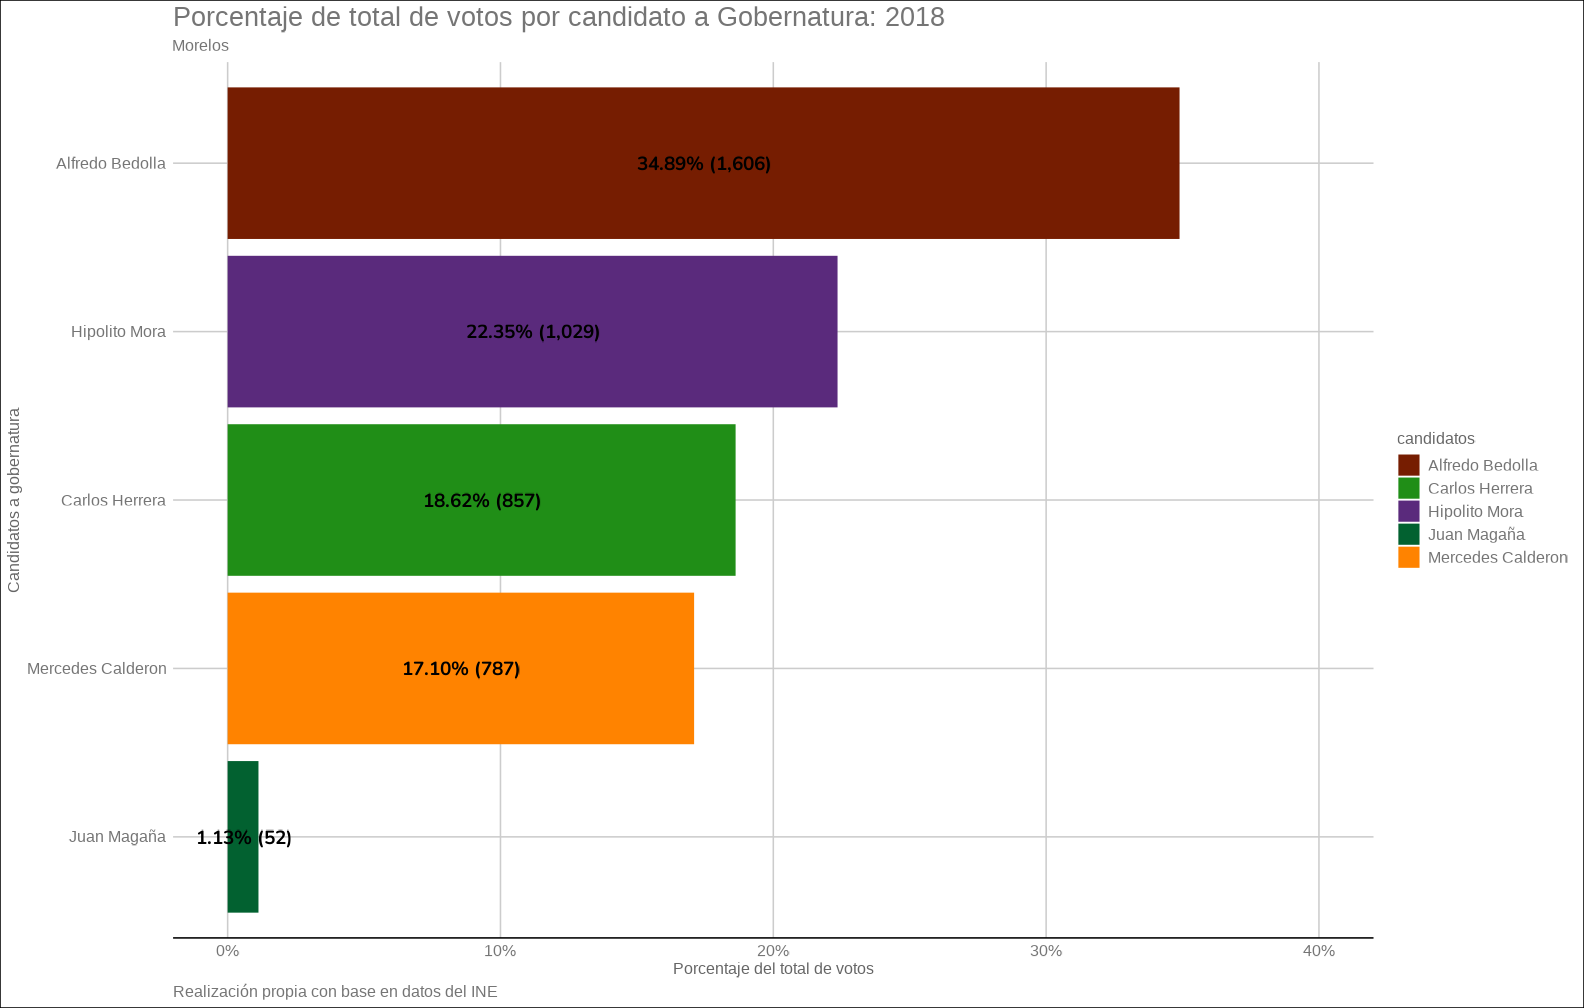 Porcentaje de total de votos por candidato a Gobernatura: 2018
Morelos
Candidatos a gobernatura
Alfredo Bedolla
34.89% (1,606)
Hipolito Mora
22.35% (1,029)
Carlos Herrera
18.62% (857)
Mercedes Calderon
17.10% (787)
Juan Magaña
1.13% (52)
0% 10% 20% 30% 40%
Porcentaje del total de votos
candidatos
Alfredo Bedolla
Carlos Herrera
Hipolito Mora
Juan Magaña
Mercedes Calderon
Realización propia con base en datos del INE